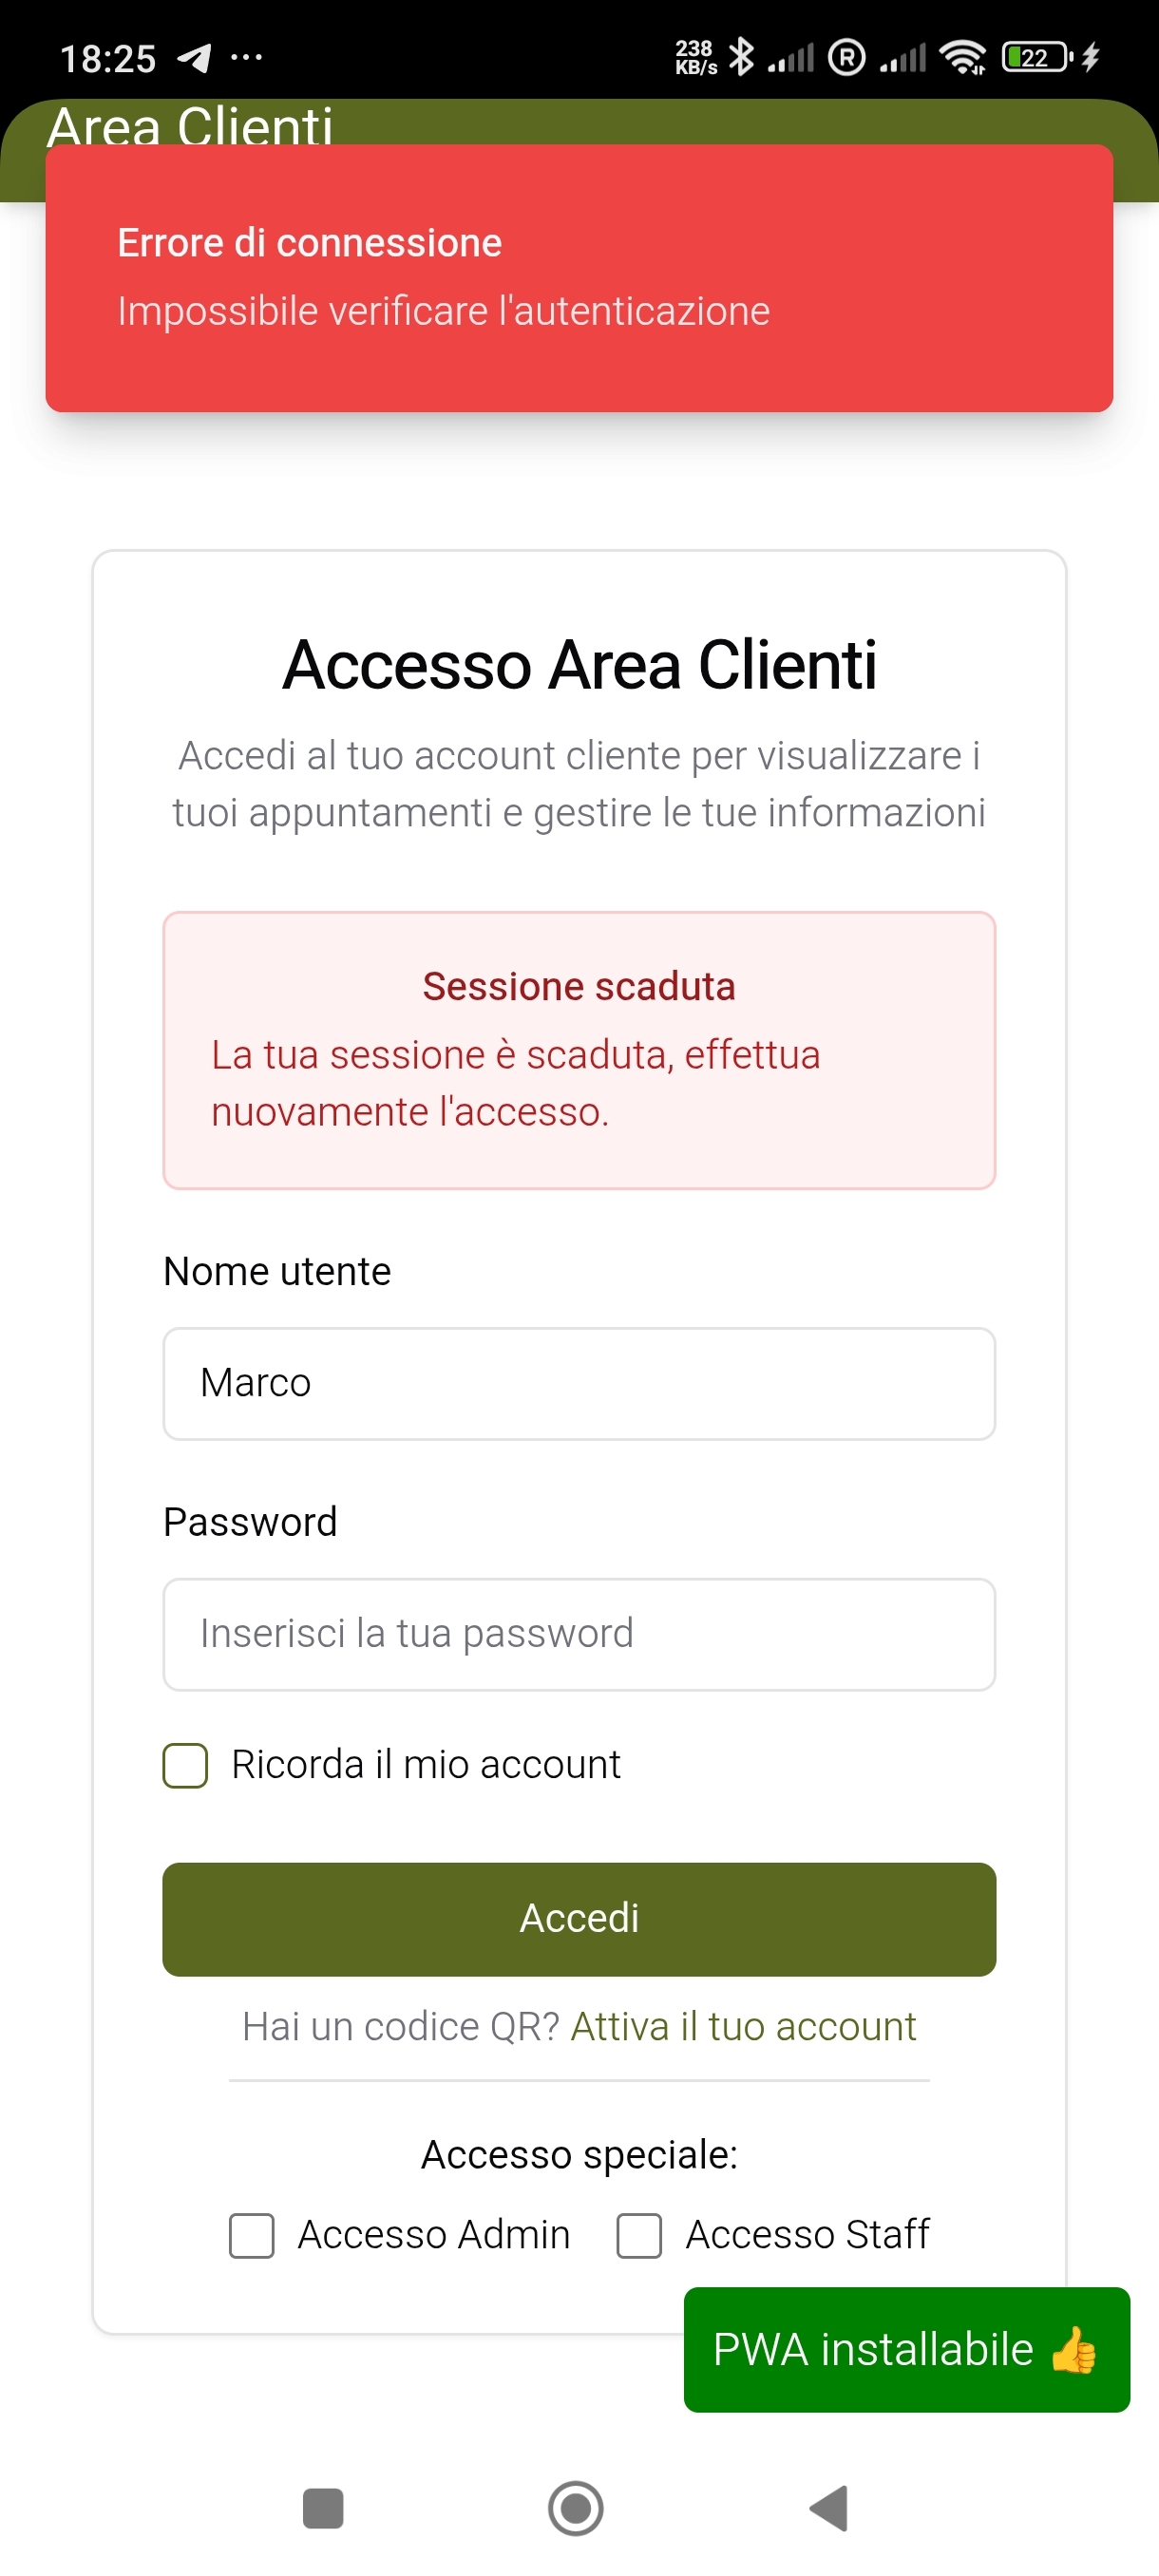 18:25 ...
238
KB/s
R
22
Area Clienti
Errore di connessione
Impossibile verificare l'autenticazione
Accesso Area Clienti
Accedi al tuo account cliente per visualizzare i
tuoi appuntamenti e gestire le tue informazioni
Sessione scaduta
La tua sessione è scaduta, effettua
nuovamente l'accesso.
Nome utente
Marco
Password
Inserisci la tua password
Ricorda il mio account
Accedi
Hai un codice QR? Attiva il tuo account
Accesso speciale:
Accesso Admin Accesso Staff
PWA installabile 👍